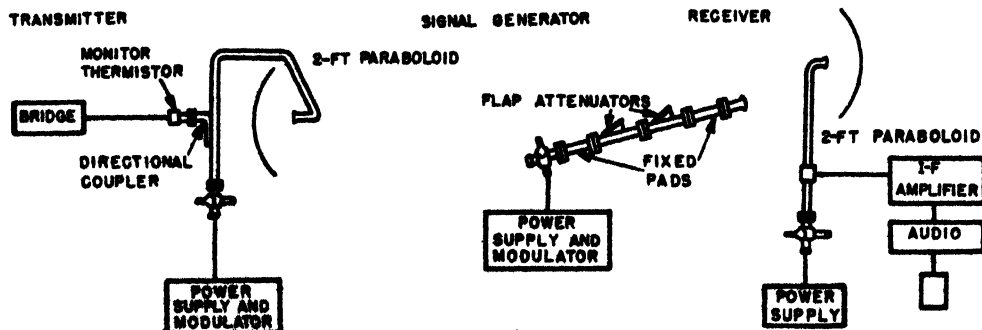 TRANSMITTER
MONITOR
THERMISTOR
2-FT PARABOLOID
BRIDGE
DIRECTIONAL
COUPLER
POWER
SUPPLY AND
MODULATOR
SIGNAL GENERATOR
FLAP ATTENUATORS
FIXED
PADS
POWER
SUPPLY AND
MODULATOR
RECEIVER
2-FT PARABOLOID
I-F
AMPLIFIER
AUDIO
POWER
SUPPLY